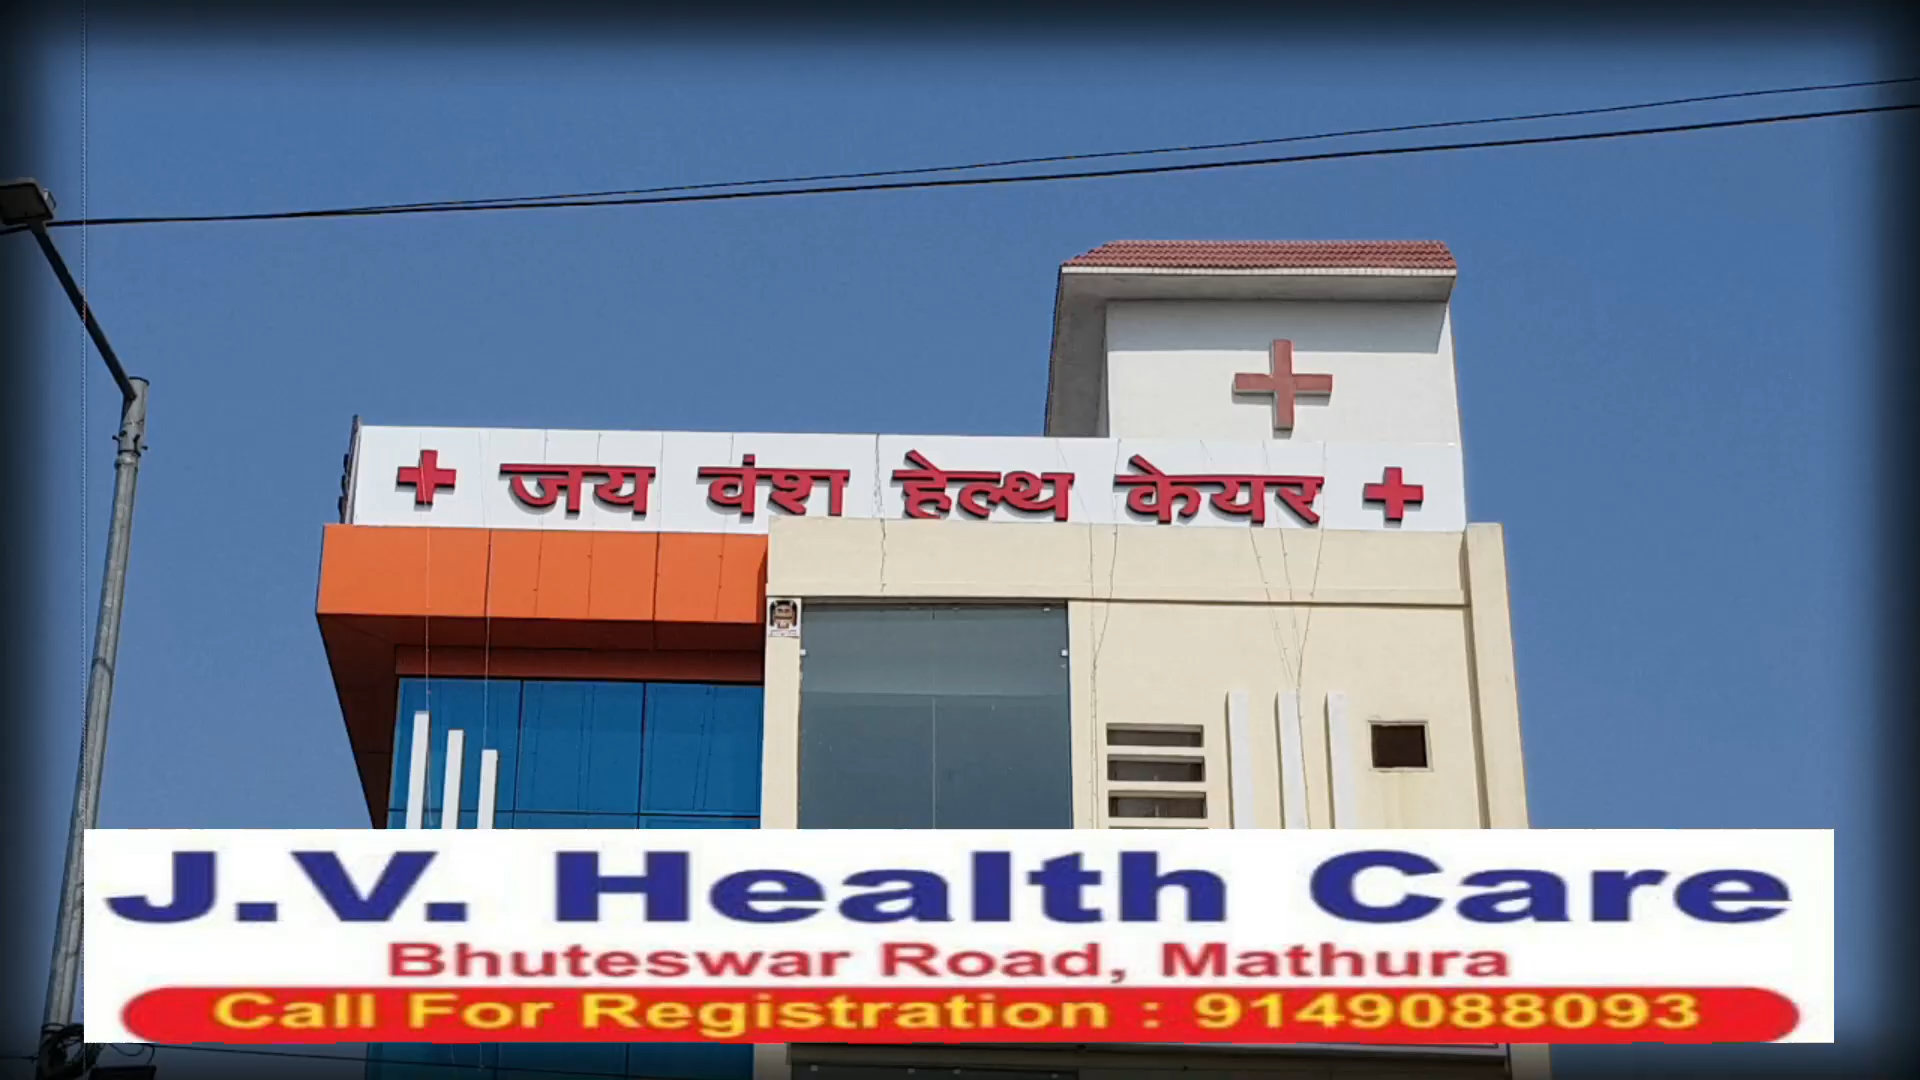 + जय वंश हेल्थ केयर +
J.V. Health Care
Bhuteswar Road, Mathura
Call For Registration : 9149088093